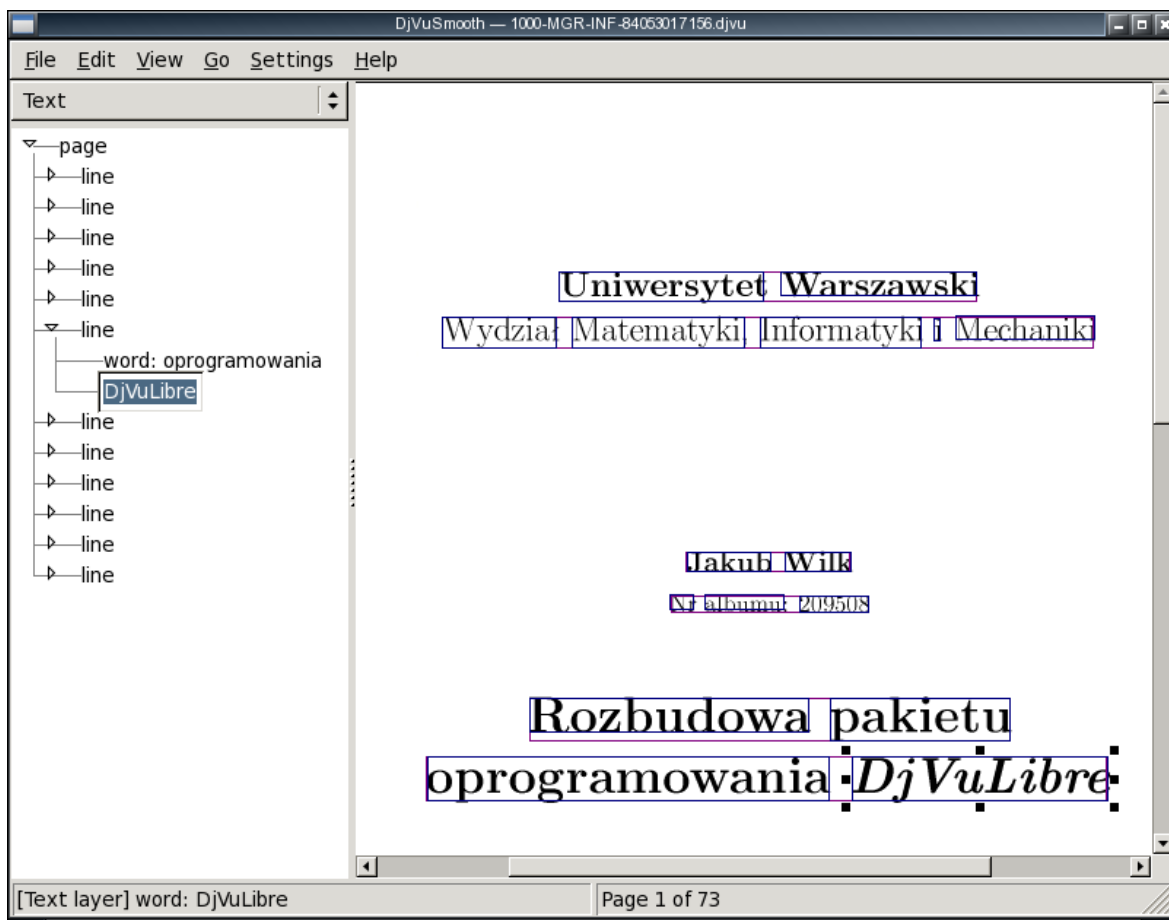 DjVuSmooth — 1000-MGR-INF-84053017156.djvu
File Edit View Go Settings Help
Text
page
line
line
line
line
line
line
word: oprogramowania
DjVuLibre
line
line
line
line
line
line
Uniwersytet Warszawski
Wydział Matematyki, Informatyki i Mechaniki
Jakub Wilk
Nr albumu: 209508
Rozbudowa pakietu
oprogramowania DjVuLibre
[Text layer] word: DjVuLibre
Page 1 of 73